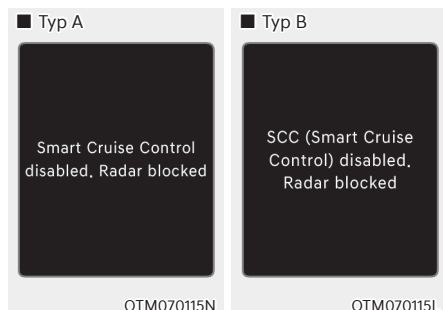 ■ Typ A
Smart Cruise Control
disabled. Radar blocked
OTM070115N
■ Typ B
SCC (Smart Cruise
Control) disabled.
Radar blocked
OTM070115L